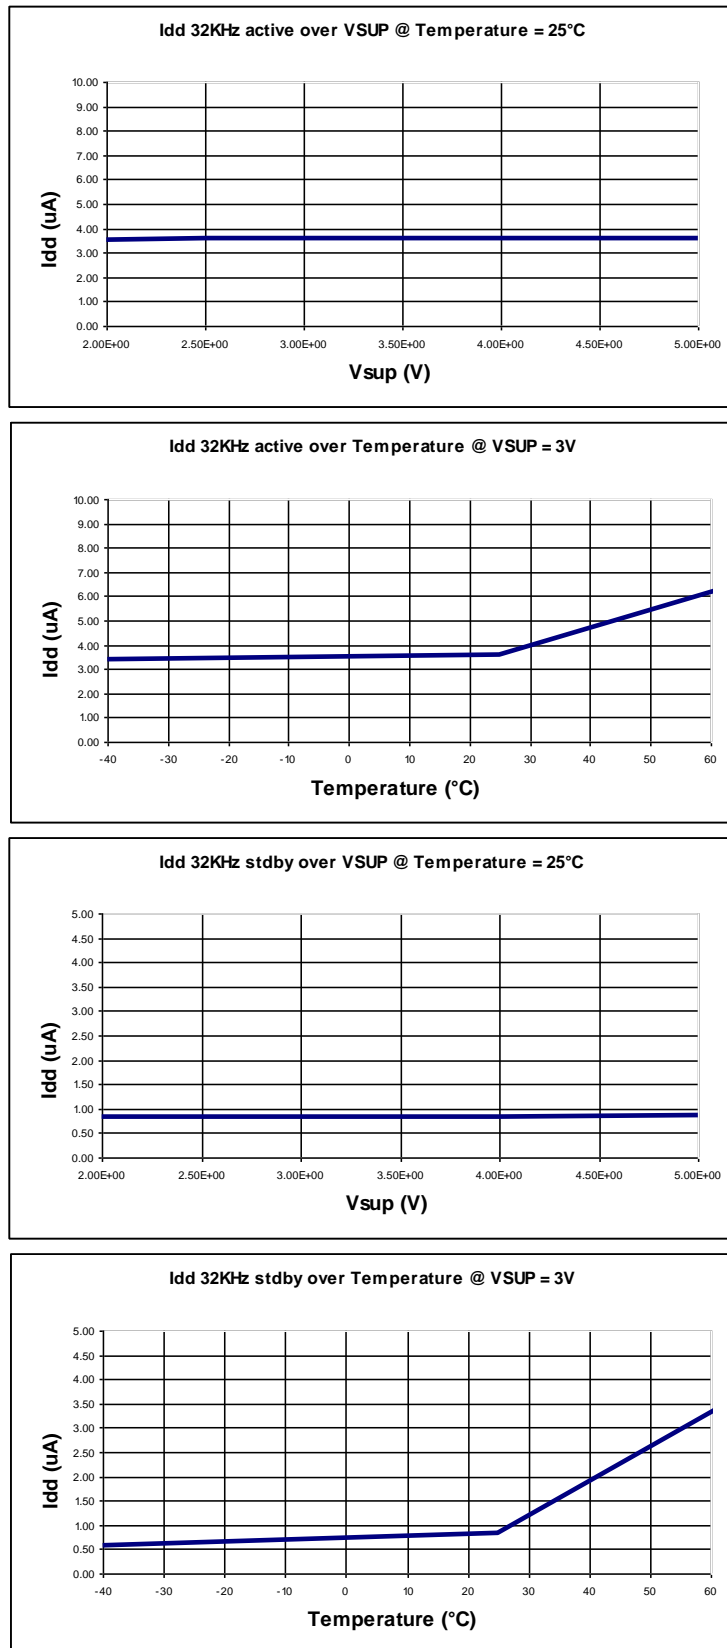 Idd 32KHz active over VSUP @ Temperature = 25°C
10.00
9.00
8.00
7.00
6.00
5.00
4.00
3.00
2.00
1.00
0.00
Idd (uA)
2.00E+00 2.50E+00 3.00E+00 3.50E+00 4.00E+00 4.50E+00 5.00E+00
Vsup (V)
Idd 32KHz active over Temperature @ VSUP = 3V
10.00
9.00
8.00
7.00
6.00
5.00
4.00
3.00
2.00
1.00
0.00
Idd (uA)
-40 -30 -20 -10 0 10 20 30 40 50 60
Temperature (°C)
Idd 32KHz stdby over VSUP @ Temperature = 25°C
5.00
4.50
4.00
3.50
3.00
2.50
2.00
1.50
1.00
0.50
0.00
Idd (uA)
2.00E+00 2.50E+00 3.00E+00 3.50E+00 4.00E+00 4.50E+00 5.00E+00
Vsup (V)
Idd 32KHz stdby over Temperature @ VSUP = 3V
5.00
4.50
4.00
3.50
3.00
2.50
2.00
1.50
1.00
0.50
0.00
Idd (uA)
-40 -30 -20 -10 0 10 20 30 40 50 60
Temperature (°C)